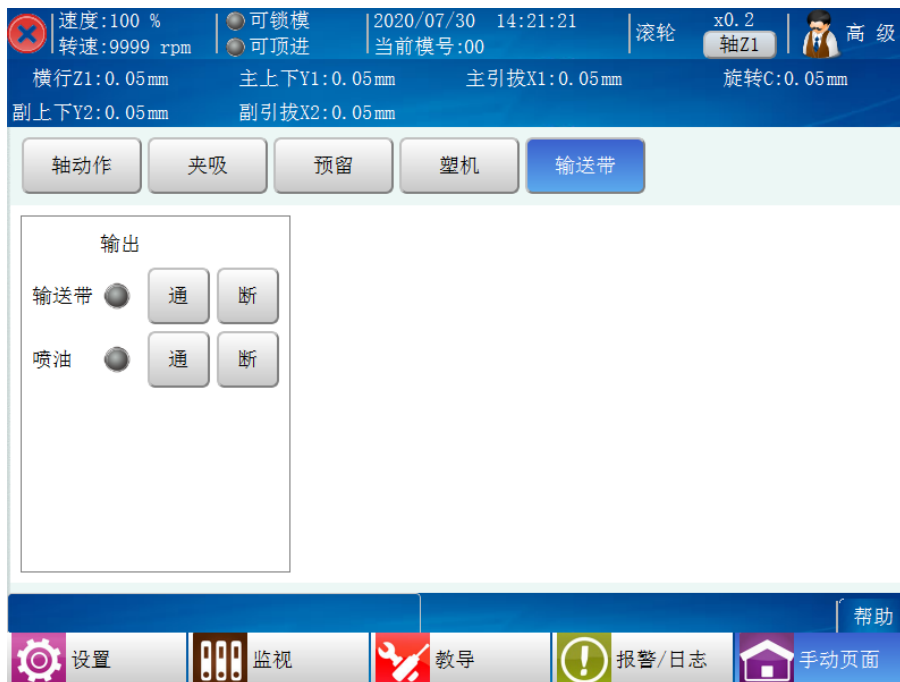 速度:100 % 可锁模 2020/07/30 14:21:21 滚轮 x0.2 高 级
转速:9999 rpm 可顶进 当前模号:00 轴Z1
横行Z1:0.05mm 主上下Y1:0.05mm 主引拔X1:0.05mm 旋转C:0.05mm
副上下Y2:0.05mm 副引拔X2:0.05mm
轴动作 夹吸 预留 塑机 输送带
输出
输送带 通 断
喷油 通 断
帮助
设置 监视 教导 报警/日志 手动页面